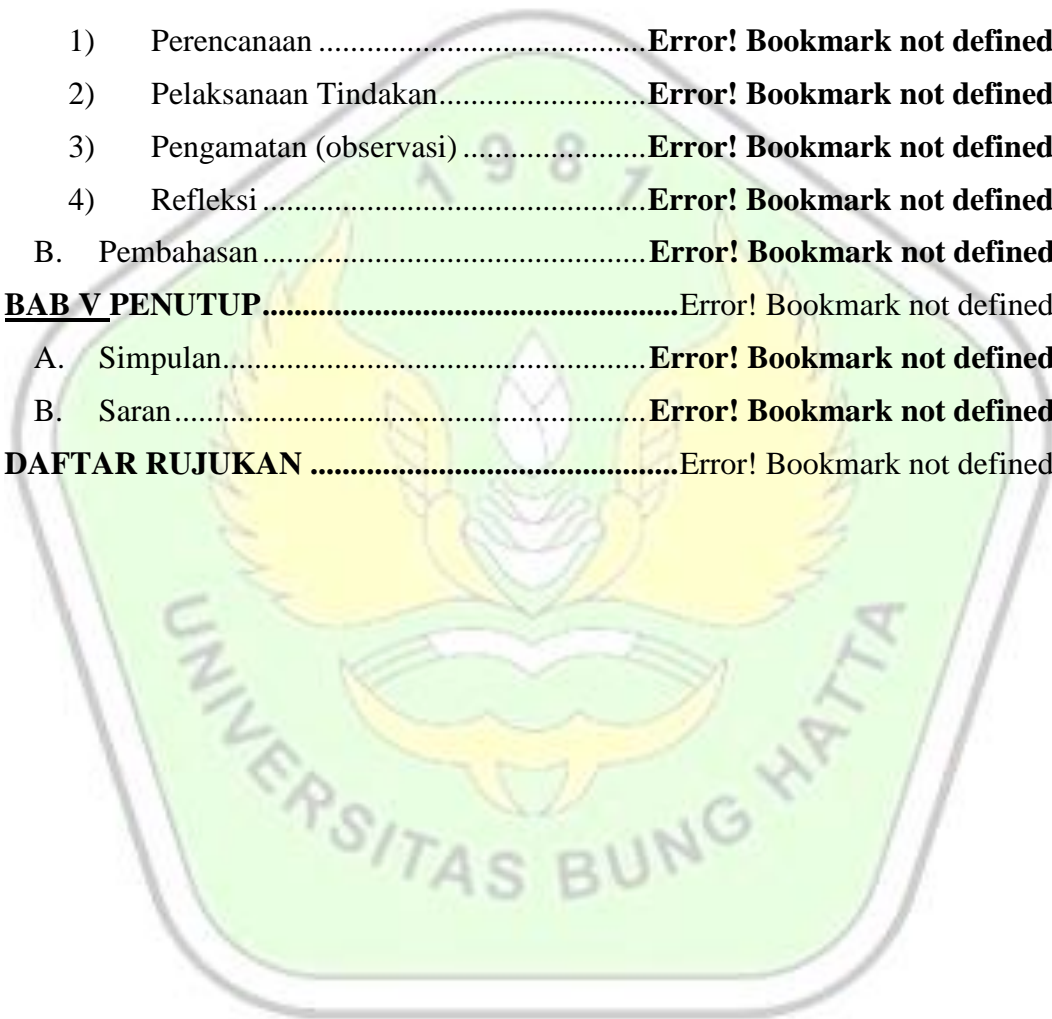 1) Perencanaan ........................................Error! Bookmark not defined
2) Pelaksanaan Tindakan.........................Error! Bookmark not defined
3) Pengamatan (observasi) ......................Error! Bookmark not defined
4) Refleksi ...............................................Error! Bookmark not defined
B. Pembahasan ...............................................Error! Bookmark not defined
BAB V PENUTUP...................................................Error! Bookmark not defined
A. Simpulan....................................................Error! Bookmark not defined
B. Saran ..........................................................Error! Bookmark not defined
DAFTAR RUJUKAN .............................................Error! Bookmark not defined
1981
UNIVERSITAS BUNG HATTA